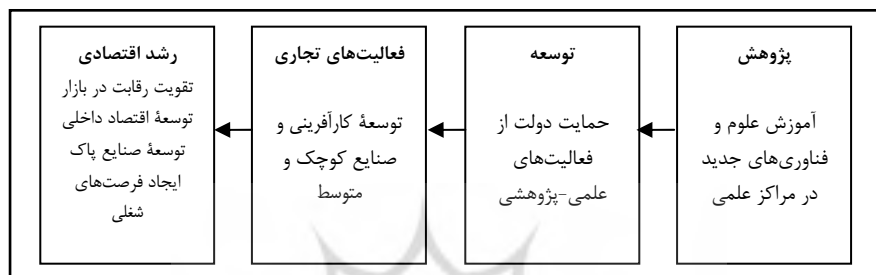 پژوهش
آموزش علوم و
فناوری‌های جدید
در مراکز علمی
توسعه
حمایت دولت از
فعالیت‌های
علمی-پژوهشی
فعالیت‌های تجاری
توسعهٔ کارآفرینی و
صنایع کوچک و
متوسط
رشد اقتصادی
تقویت رقابت در بازار
توسعهٔ اقتصاد داخلی
توسعهٔ صنایع پاک
ایجاد فرصت‌های
شغلی